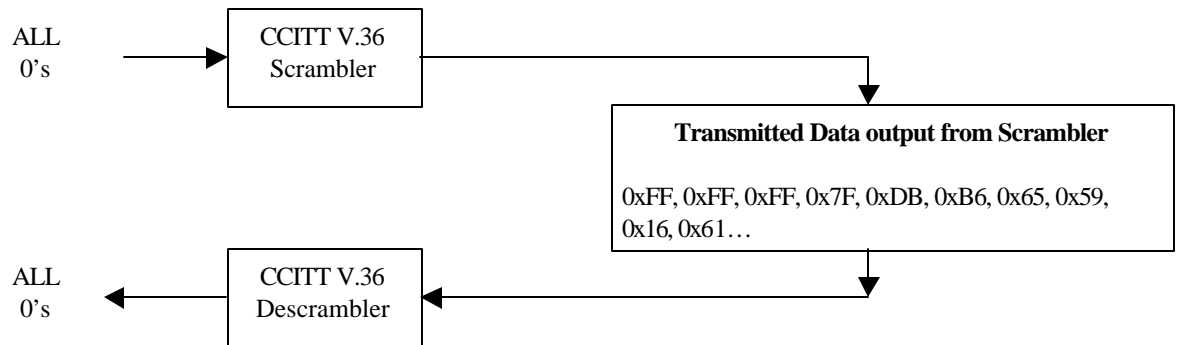 ALL
0's
CCITT V.36
Scrambler
Transmitted Data output from Scrambler
0xFF, 0xFF, 0xFF, 0x7F, 0xDB, 0xB6, 0x65, 0x59,
0x16, 0x61…
ALL
0's
CCITT V.36
Descrambler